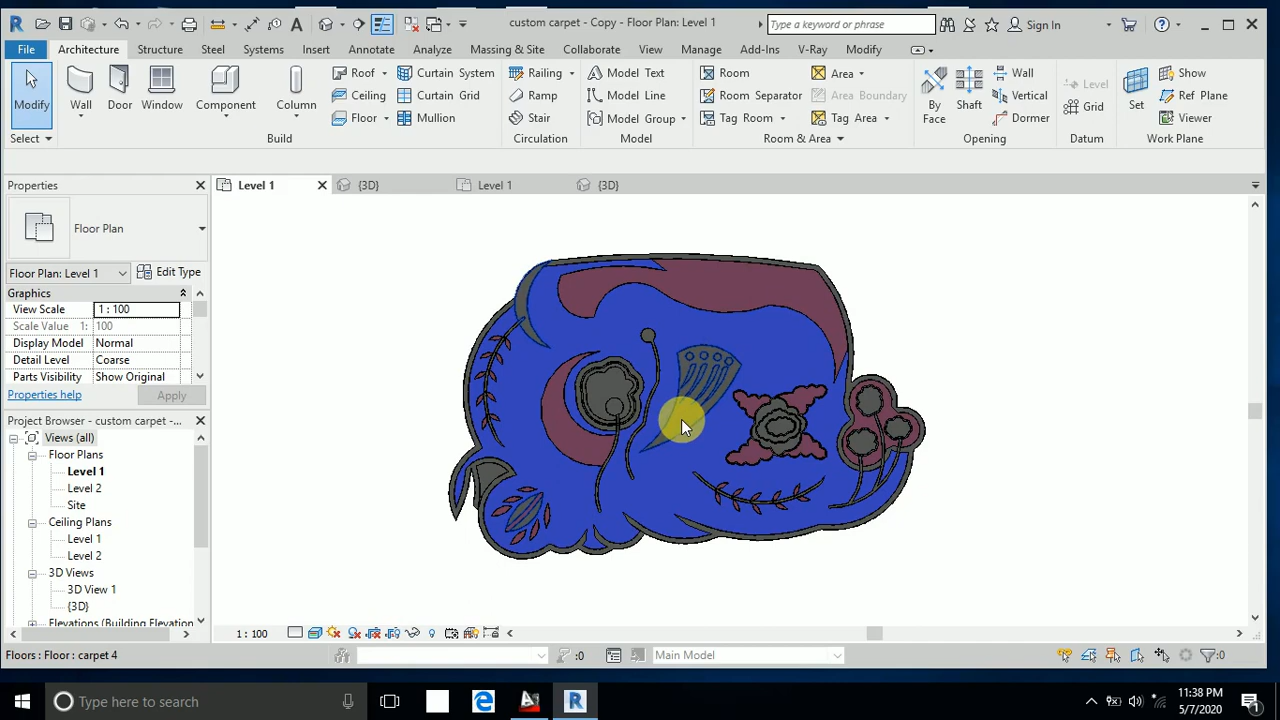 custom carpet - Copy - Floor Plan: Level 1
Type a keyword or phrase
Sign In
File Architecture Structure Steel Systems Insert Annotate Analyze Massing & Site Collaborate View Manage Add-Ins V-Ray Modify
Modify
Wall
Door
Window
Component
Column
Roof
Ceiling
Floor
Curtain System
Curtain Grid
Mullion
Railing
Ramp
Stair
Model Text
Model Line
Model Group
Room
Room Separator
Tag Room
Area
Area Boundary
Tag Area
By Face
Shaft
Wall
Vertical
Dormer
Level
Grid
Set
Show
Ref Plane
Viewer
Select Build Circulation Model Room & Area Opening Datum Work Plane
Properties
Level 1 {3D} Level 1 {3D}
Floor Plan
Floor Plan: Level 1 Edit Type
Graphics
View Scale 1 : 100
Scale Value 1: 100
Display Model Normal
Detail Level Coarse
Parts Visibility Show Original
Properties help Apply
Project Browser - custom carpet -...
Views (all)
Floor Plans
Level 1
Level 2
Site
Ceiling Plans
Level 1
Level 2
3D Views
3D View 1
{3D}
Elevations (Building Elevation
1 : 100
Floors : Floor : carpet 4
:0
Main Model
:0
Type here to search
11:38 PM
5/7/2020